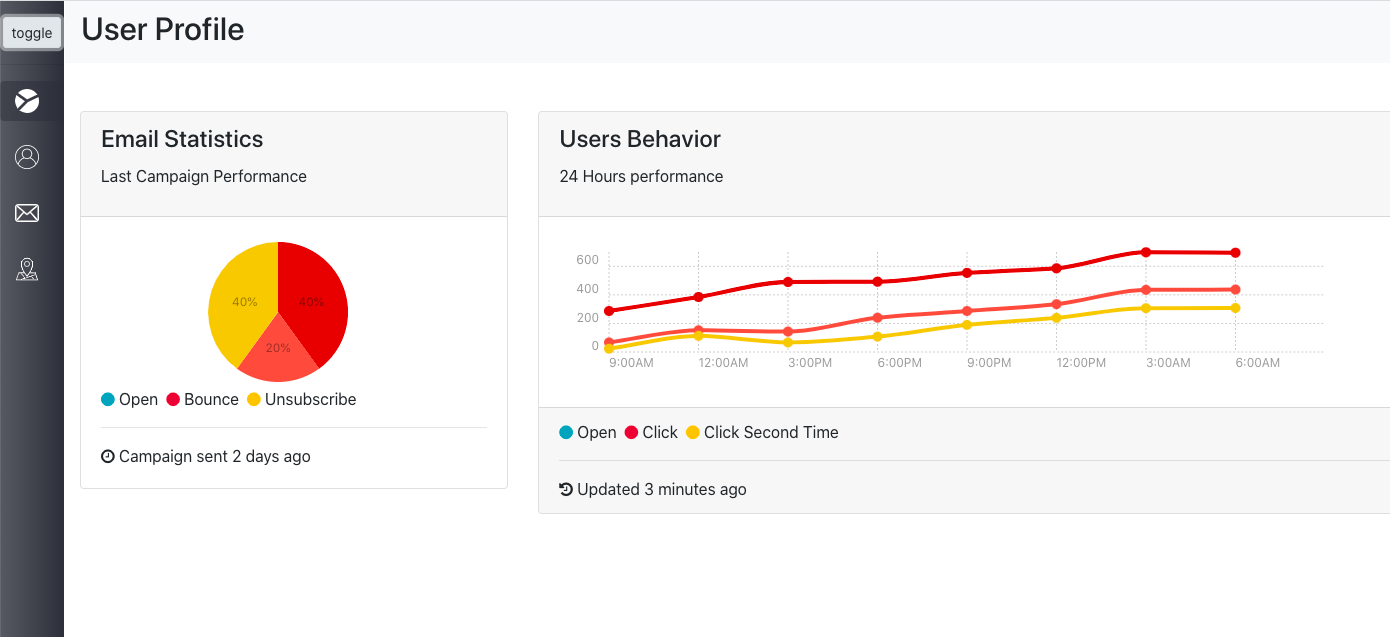 toggle
User Profile
Email Statistics
Last Campaign Performance
40% 40%
20%
Open Bounce Unsubscribe
Campaign sent 2 days ago
Users Behavior
24 Hours performance
600
400
200
0
9:00AM 12:00AM 3:00PM 6:00PM 9:00PM 12:00PM 3:00AM 6:00AM
Open Click Click Second Time
Updated 3 minutes ago